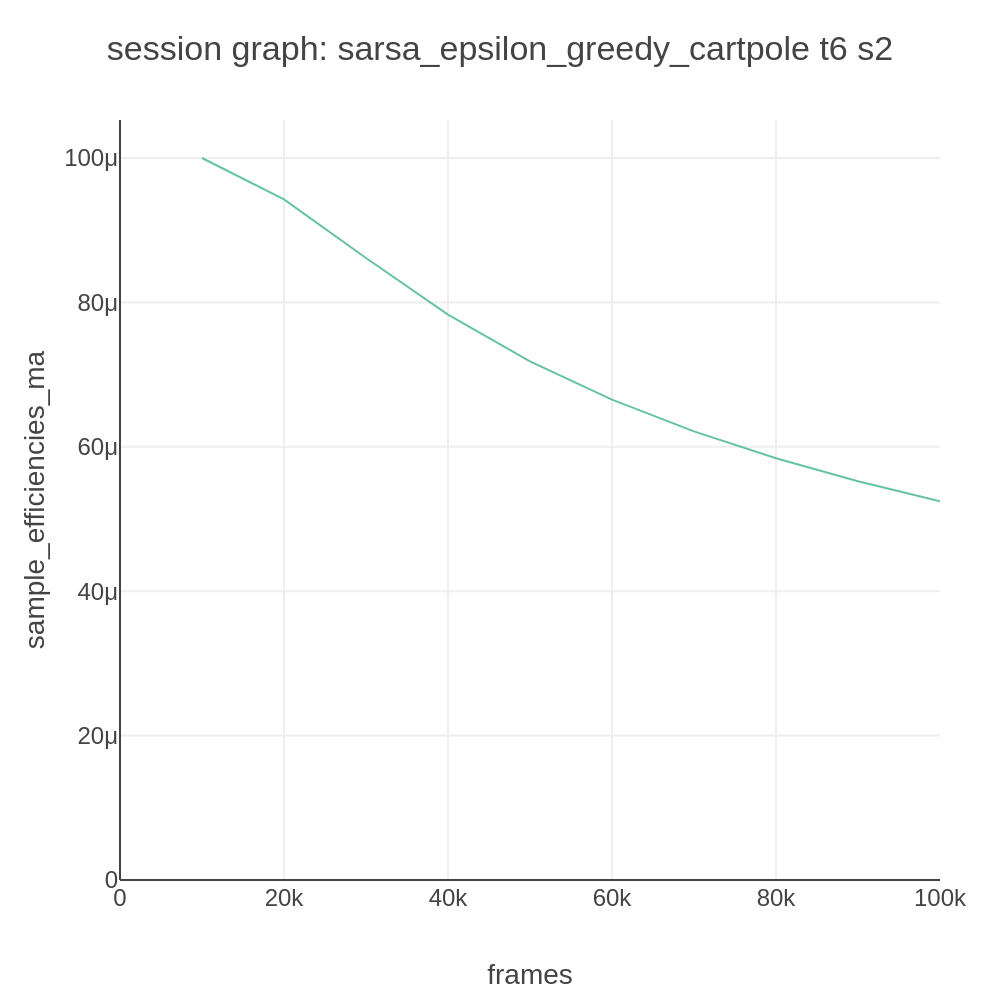 session graph: sarsa_epsilon_greedy_cartpole t6 s2
100μ
80μ
60μ
40μ
20μ
0
sample_efficiencies_ma
0
20k
40k
60k
80k
100k
frames